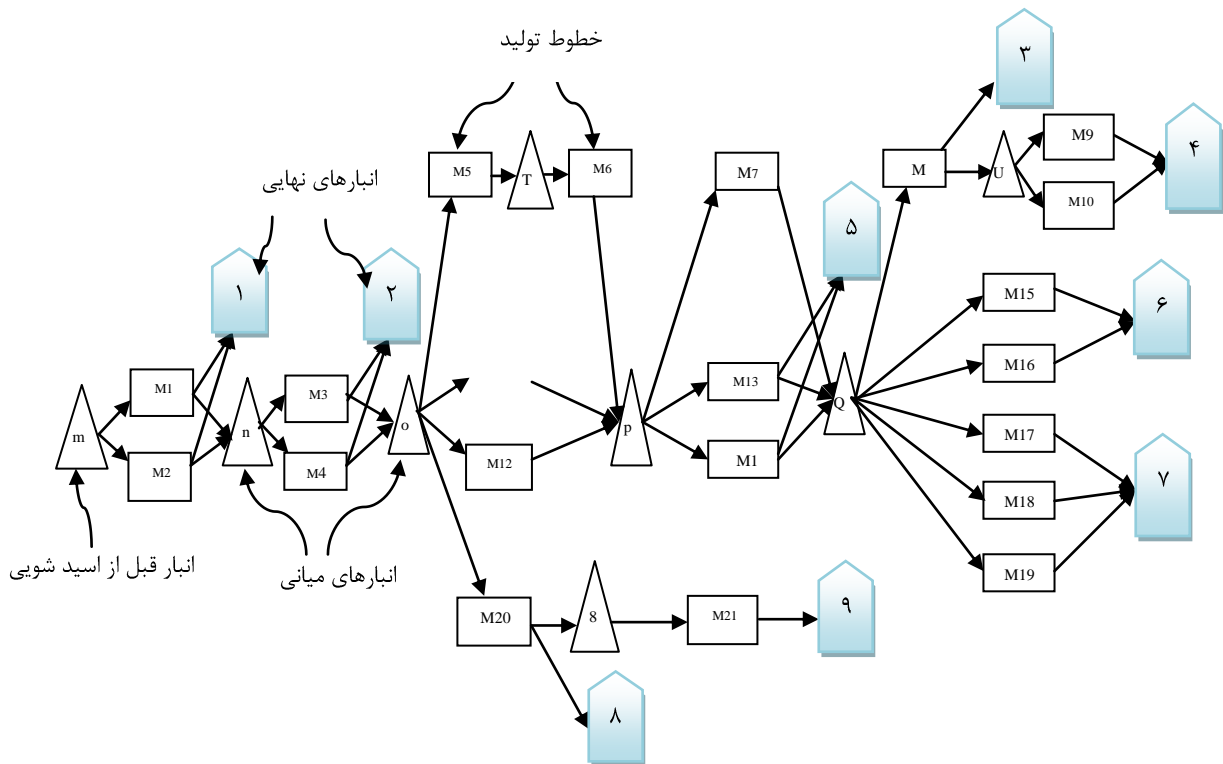 خطوط تولید
۳
M9
۴
M5
T
M6
M7
M
U
M10
انبارهای نهایی
۵
۱
۲
M15
۶
M16
M1
M3
M13
Q
m
n
o
p
M17
M2
M4
M12
M1
۷
M18
انبار قبل از اسید شویی
انبارهای میانی
M19
۹
M20
8
M21
۸